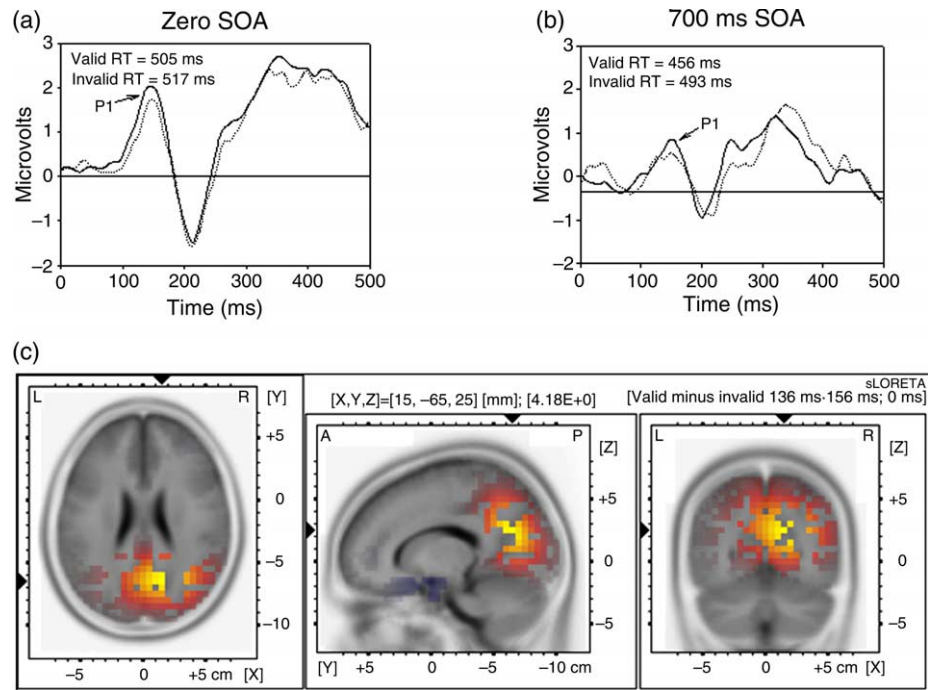 (a)
Zero SOA
3
2
1
0
−1
−2
Microvolts
Valid RT = 505 ms
Invalid RT = 517 ms
P1
0 100 200 300 400 500
Time (ms)
(b)
700 ms SOA
3
2
1
0
−1
−2
Microvolts
Valid RT = 456 ms
Invalid RT = 493 ms
P1
0 100 200 300 400 500
Time (ms)
(c)
L R [Y]
+5
0
−5
−10
−5 0 +5 cm [X]
[X,Y,Z]=[15, −65, 25] [mm]; [4.18E+0]
A P [Z]
+5
0
−5
[Y] +5 0 −5 −10 cm
sLORETA
[Valid minus invalid 136 ms·156 ms; 0 ms]
L R [Z]
+5
0
−5
−5 0 +5 cm [X]